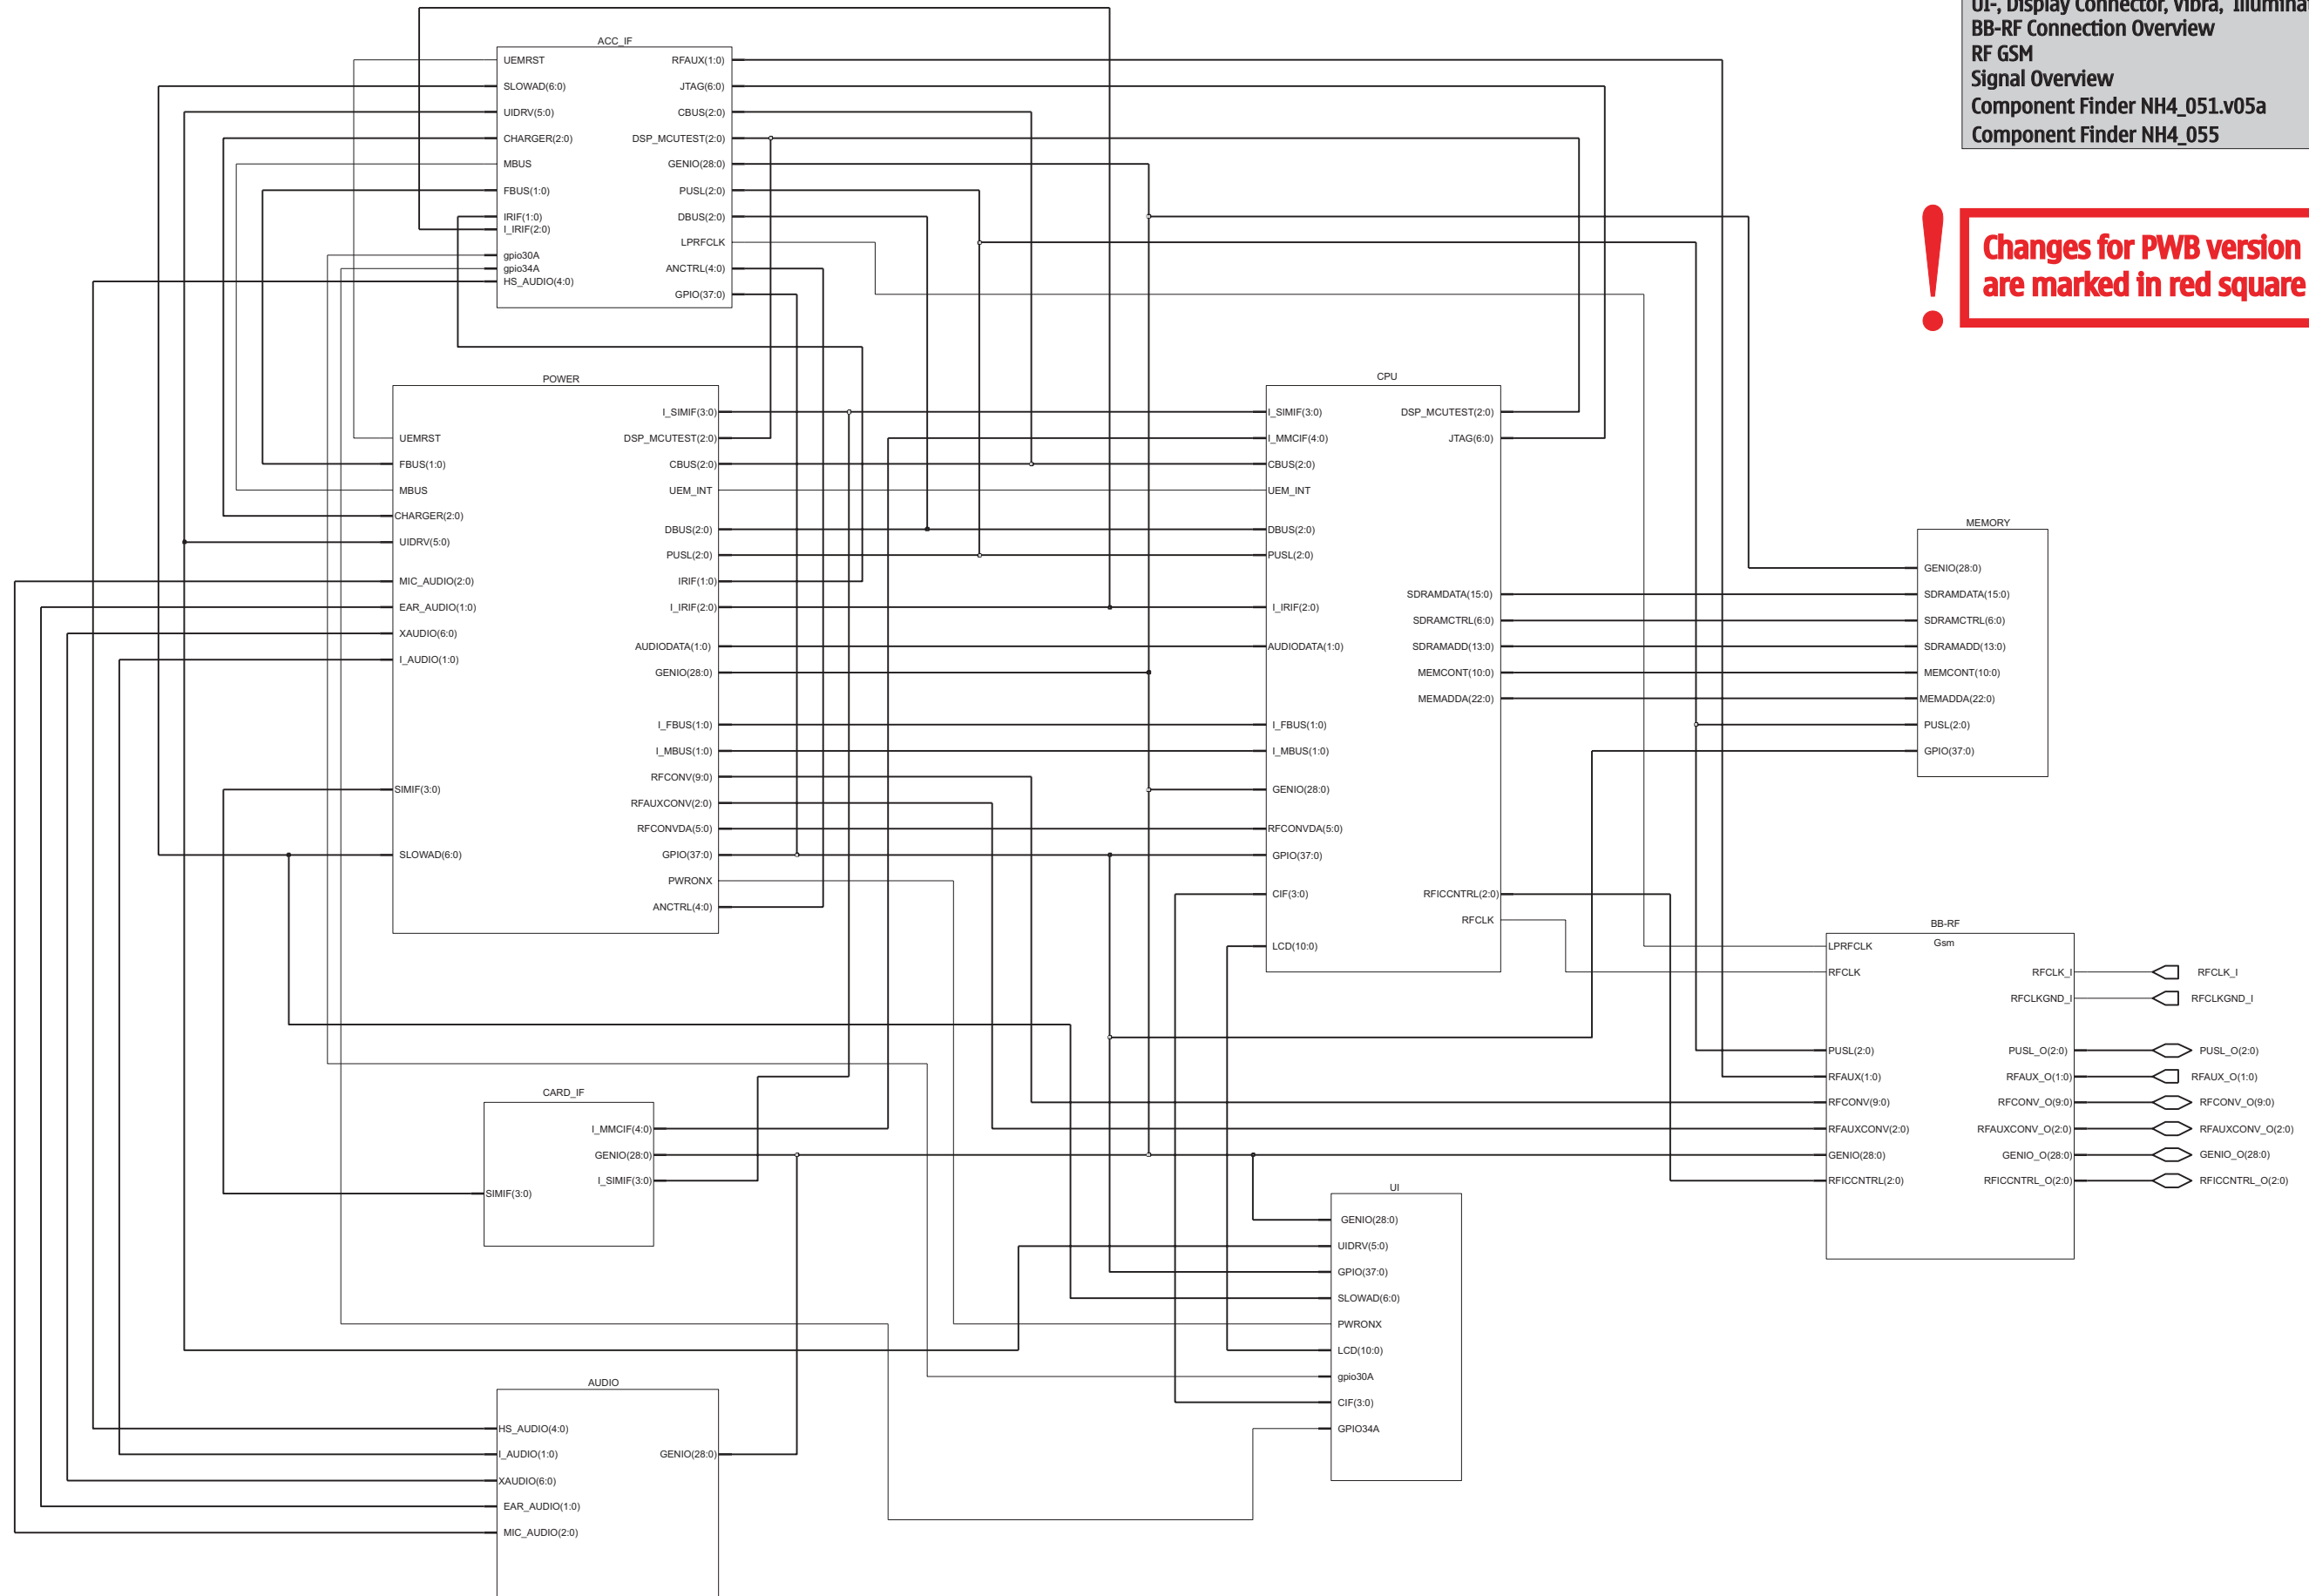 UI-, Display Connector, Vibra,
BB-RF Connection Overview
RF GSM
Signal Overview
Component Finder NH4_051.v05a
Component Finder NH4_055
Changes for PWB version
are marked in red square
ACC_IF
UEMRST
SLOWAD(6:0)
UIDRV(5:0)
CHARGER(2:0)
MBUS
FBUS(1:0)
IRIF(1:0)
I_IRIF(2:0)
gpio30A
gpio34A
HS_AUDIO(4:0)
RFAUX(1:0)
JTAG(6:0)
CBUS(2:0)
DSP_MCUTEST(2:0)
GENIO(28:0)
PUSL(2:0)
DBUS(2:0)
LPRFCLK
ANCTRL(4:0)
GPIO(37:0)
POWER
UEMRST
FBUS(1:0)
MBUS
CHARGER(2:0)
UIDRV(5:0)
MIC_AUDIO(2:0)
EAR_AUDIO(1:0)
XAUDIO(6:0)
I_AUDIO(1:0)
SIMIF(3:0)
SLOWAD(6:0)
I_SIMIF(3:0)
DSP_MCUTEST(2:0)
CBUS(2:0)
UEM_INT
DBUS(2:0)
PUSL(2:0)
IRIF(1:0)
I_IRIF(2:0)
AUDIODATA(1:0)
GENIO(28:0)
I_FBUS(1:0)
I_MBUS(1:0)
RFCONV(9:0)
RFAUXCONV(2:0)
RFCONVDA(5:0)
GPIO(37:0)
PWRONX
ANCTRL(4:0)
CPU
I_SIMIF(3:0)
I_MMCIF(4:0)
CBUS(2:0)
UEM_INT
DBUS(2:0)
PUSL(2:0)
I_IRIF(2:0)
AUDIODATA(1:0)
I_FBUS(1:0)
I_MBUS(1:0)
GENIO(28:0)
RFCONVDA(5:0)
GPIO(37:0)
CIF(3:0)
LCD(10:0)
DSP_MCUTEST(2:0)
JTAG(6:0)
SDRAMDATA(15:0)
SDRAMCTRL(6:0)
SDRAMADD(13:0)
MEMCONT(10:0)
MEMADDA(22:0)
RFICCNTRL(2:0)
RFCLK
MEMORY
GENIO(28:0)
SDRAMDATA(15:0)
SDRAMCTRL(6:0)
SDRAMADD(13:0)
MEMCONT(10:0)
MEMADDA(22:0)
PUSL(2:0)
GPIO(37:0)
BB-RF
Gsm
LPRFCLK
RFCLK
PUSL(2:0)
RFAUX(1:0)
RFCONV(9:0)
RFAUXCONV(2:0)
GENIO(28:0)
RFICCNTRL(2:0)
RFCLK_I
RFCLKGND_I
PUSL_O(2:0)
RFAUX_O(1:0)
RFCONV_O(9:0)
RFAUXCONV_O(2:0)
GENIO_O(28:0)
RFICCNTRL_O(2:0)
RFCLK_I
RFCLKGND_I
PUSL_O(2:0)
RFAUX_O(1:0)
RFCONV_O(9:0)
RFAUXCONV_O(2:0)
GENIO_O(28:0)
RFICCNTRL_O(2:0)
CARD_IF
SIMIF(3:0)
I_MMCIF(4:0)
GENIO(28:0)
I_SIMIF(3:0)
UI
GENIO(28:0)
UIDRV(5:0)
GPIO(37:0)
SLOWAD(6:0)
PWRONX
LCD(10:0)
gpio30A
CIF(3:0)
GPIO34A
AUDIO
HS_AUDIO(4:0)
I_AUDIO(1:0)
XAUDIO(6:0)
EAR_AUDIO(1:0)
MIC_AUDIO(2:0)
GENIO(28:0)